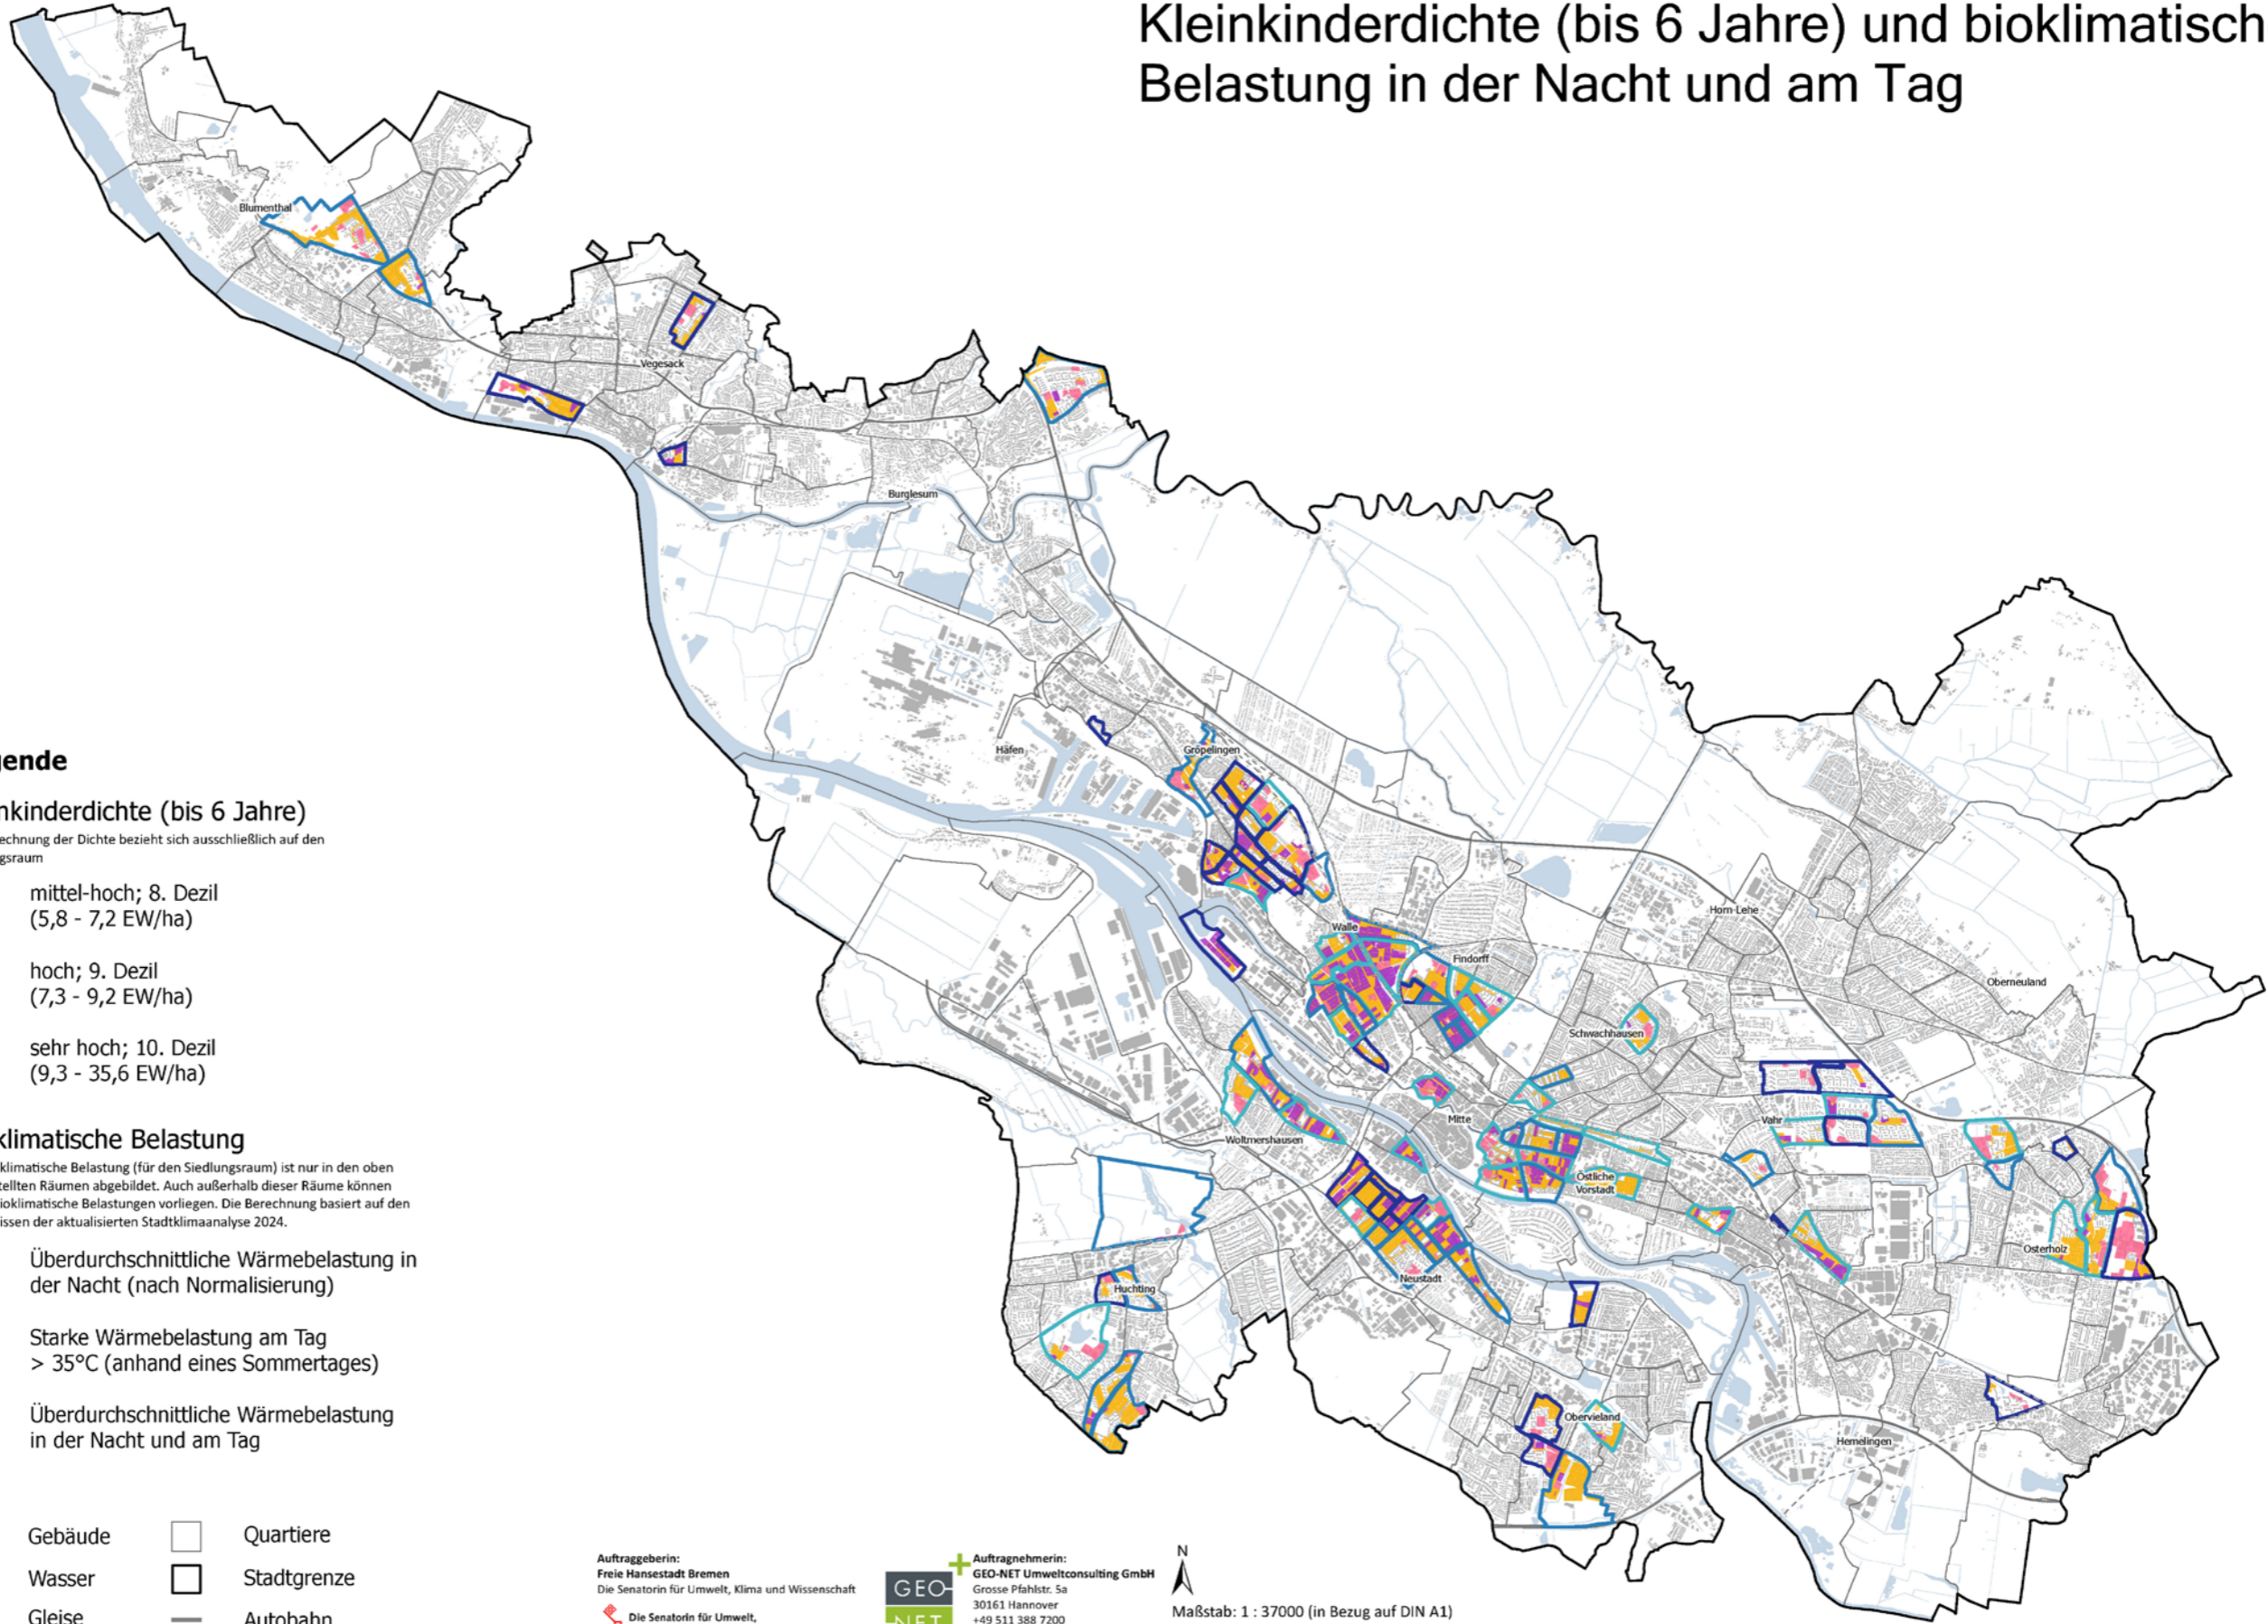 Kleinkinderdichte (bis 6 Jahre) und bioklimatisch
Belastung in der Nacht und am Tag
Blumenthal
Vegesack
Burglesum
Häfen
Gröpelingen
Walle
Findorff
Horn-Lehe
Oberneuland
Schwachhausen
Mitte
Vahr
Woltmershausen
Östliche
Vorstadt
Osterholz
Neustadt
Huchting
Obervieland
Hemelingen
gende
nkinderdichte (bis 6 Jahre)
echnung der Dichte bezieht sich ausschließlich auf den
gsraum
mittel-hoch; 8. Dezil
(5,8 - 7,2 EW/ha)
hoch; 9. Dezil
(7,3 - 9,2 EW/ha)
sehr hoch; 10. Dezil
(9,3 - 35,6 EW/ha)
klimatische Belastung
klimatische Belastung (für den Siedlungsraum) ist nur in den oben
tellten Räumen abgebildet. Auch außerhalb dieser Räume können
ioklimatische Belastungen vorliegen. Die Berechnung basiert auf den
issen der aktualisierten Stadtklimaanalyse 2024.
Überdurchschnittliche Wärmebelastung in
der Nacht (nach Normalisierung)
Starke Wärmebelastung am Tag
> 35°C (anhand eines Sommertages)
Überdurchschnittliche Wärmebelastung
in der Nacht und am Tag
Gebäude
Quartiere
Wasser
Stadtgrenze
Gleise
Autobahn
Auftraggeberin:
Freie Hansestadt Bremen
Die Senatorin für Umwelt, Klima und Wissenschaft
Die Senatorin für Umwelt,
GEO-
NET
Auftragnehmerin:
GEO-NET Umweltconsulting GmbH
Grosse Pfahlstr. 5a
30161 Hannover
+49 511 388 7200
N
Maßstab: 1 : 37000 (in Bezug auf DIN A1)